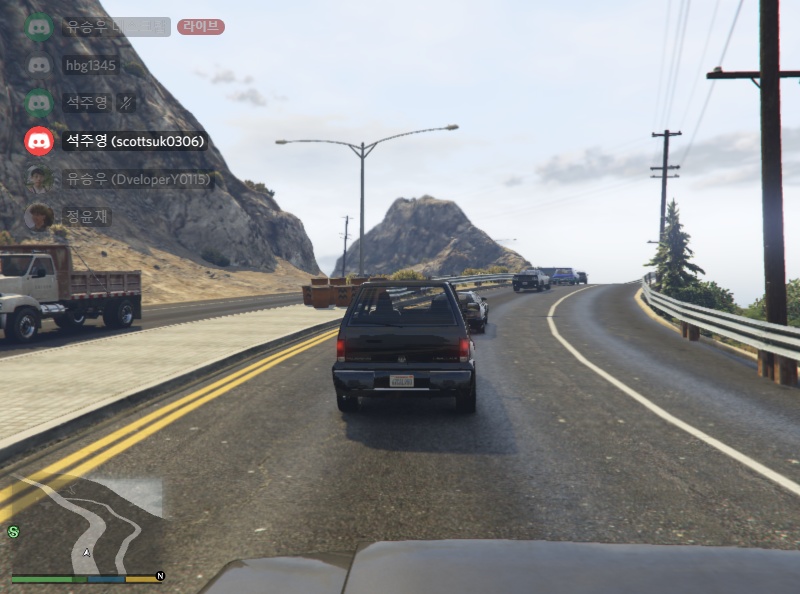 유승우 라이브
hbg1345
석주영
석주영 (scottsuk0306)
유승우 (DveloperY0115)
정윤재
N